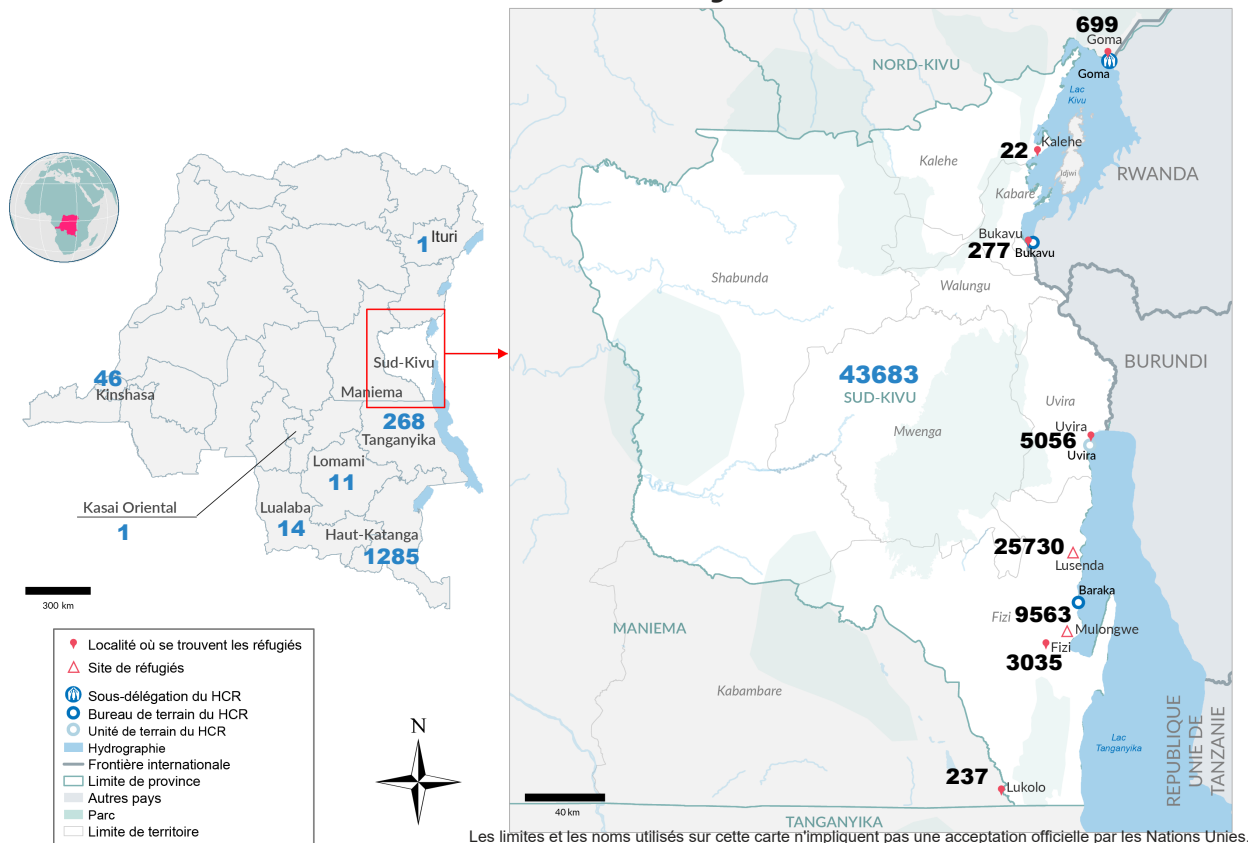 699
Goma
Goma
NORD-KIVU
Lac
Kivu
Kalehe
22
Kalehe
Idjwi
RWANDA
Kabare
Bukavu
277
Bukavu
Shabunda
Walungu
BURUNDI
43683
SUD-KIVU
Uvira
Mwenga
Uvira
5056
Uvira
25730
Lusenda
Baraka
Fizi
9563
Mulongwe
Fizi
3035
MANIEMA
Kabambare
Lac
Tanganyika
REPUBLIQUE
UNIE DE
TANZANIE
237
Lukolo
40 km
TANGANYIKA
1
Ituri
Sud-Kivu
46
Kinshasa
Maniema
268
Tanganyika
Lomami
11
Kasai Oriental
1
Lualaba
14
Haut-Katanga
1285
300 km
Localité où se trouvent les réfugiés
Site de réfugiés
Sous-délégation du HCR
Bureau de terrain du HCR
Unité de terrain du HCR
Hydrographie
Frontière internationale
Limite de province
Autres pays
Parc
Limite de territoire
N
Les limites et les noms utilisés sur cette carte n'impliquent pas une acceptation officielle par les Nations Unies.